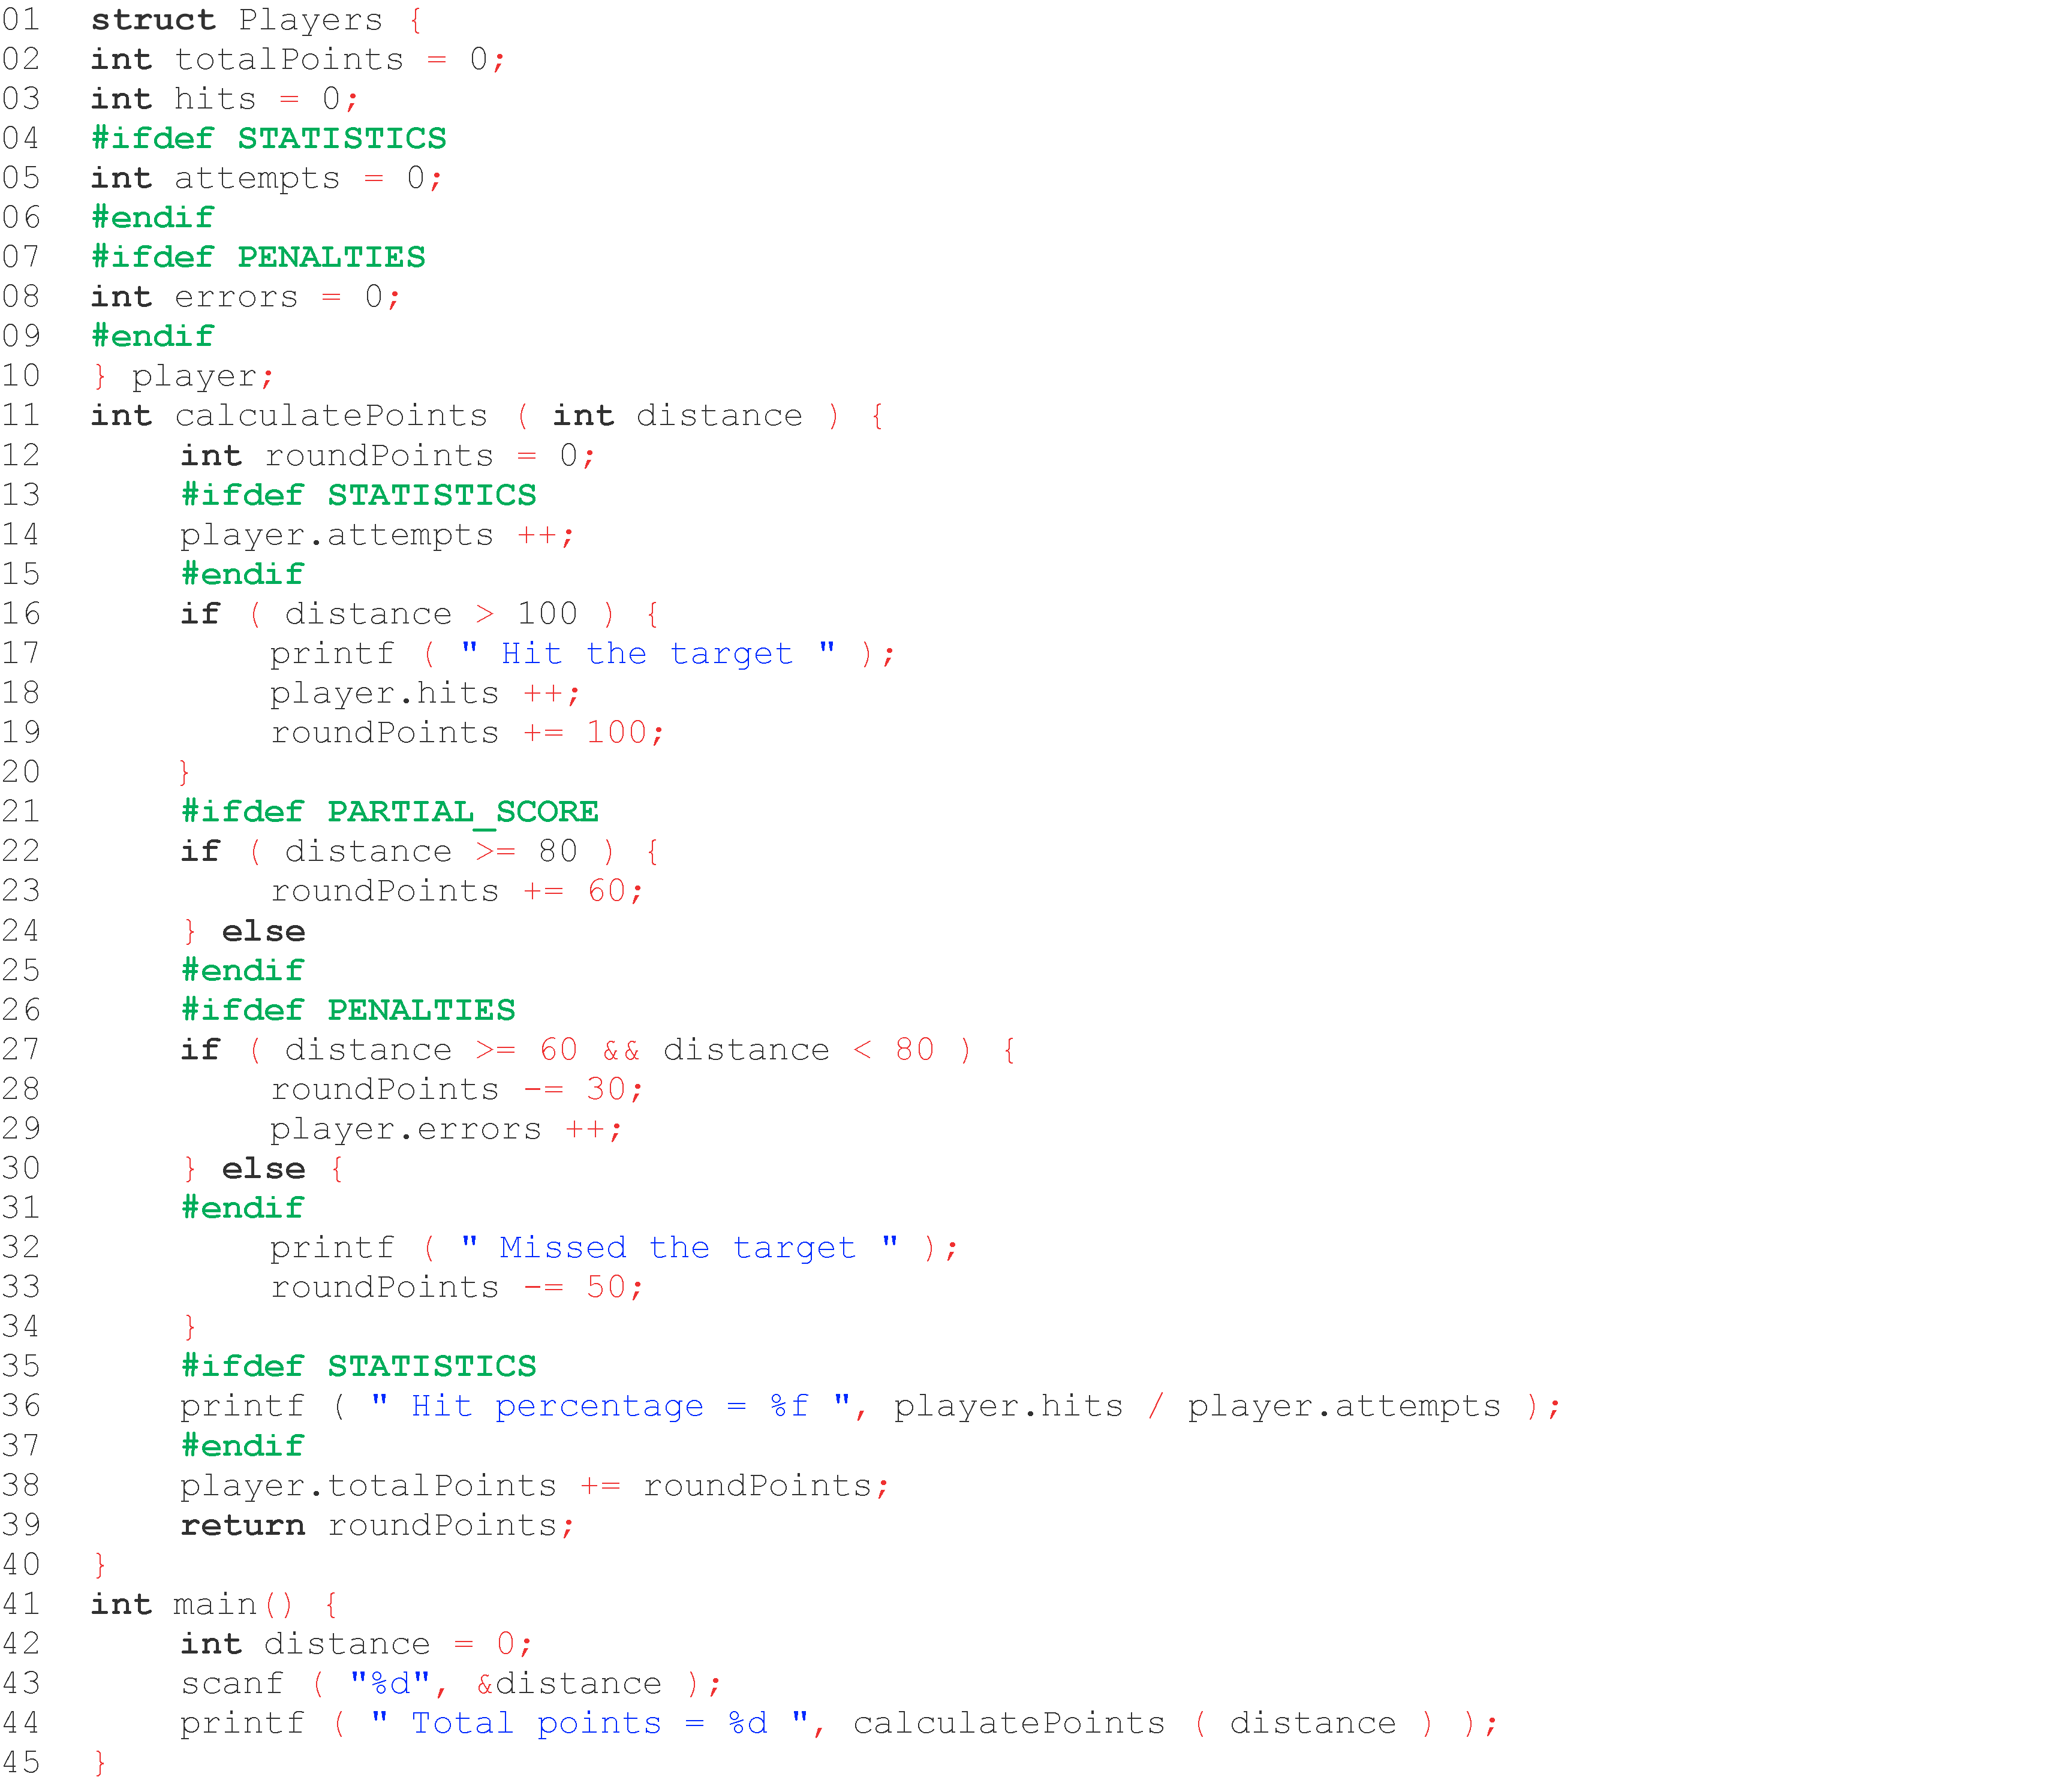 01 struct Players {
02 int totalPoints = 0;
03 int hits = 0;
04 #ifdef STATISTICS
05 int attempts = 0;
06 #endif
07 #ifdef PENALTIES
08 int errors = 0;
09 #endif
10 } player;
11 int calculatePoints ( int distance ) {
12 int roundPoints = 0;
13 #ifdef STATISTICS
14 player.attempts ++;
15 #endif
16 if ( distance > 100 ) {
17 printf ( " Hit the target " );
18 player.hits ++;
19 roundPoints += 100;
20 }
21 #ifdef PARTIAL_SCORE
22 if ( distance >= 80 ) {
23 roundPoints += 60;
24 } else
25 #endif
26 #ifdef PENALTIES
27 if ( distance >= 60 && distance < 80 ) {
28 roundPoints -= 30;
29 player.errors ++;
30 } else {
31 #endif
32 printf ( " Missed the target " );
33 roundPoints -= 50;
34 }
35 #ifdef STATISTICS
36 printf ( " Hit percentage = %f ", player.hits / player.attempts );
37 #endif
38 player.totalPoints += roundPoints;
39 return roundPoints;
40 }
41 int main() {
42 int distance = 0;
43 scanf ( "%d", &distance );
44 printf ( " Total points = %d ", calculatePoints ( distance ) );
45 }